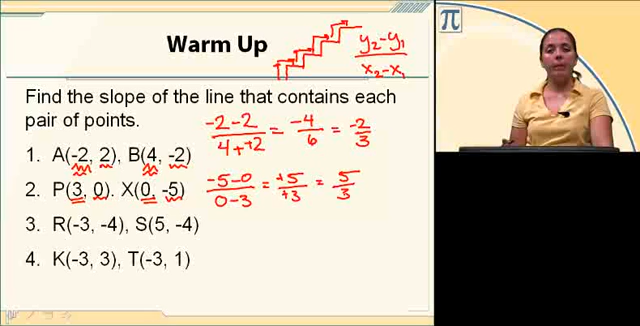 π
Warm Up
y₂-y₁
x₂-x₁
Find the slope of the line that contains each
pair of points.
-2-2/4++2 = -4/6 = -2/3
1. A(-2, 2), B(4, -2)
-5-0/0-3 = +5/+3 = 5/3
2. P(3, 0). X(0, -5)
3. R(-3, -4), S(5, -4)
4. K(-3, 3), T(-3, 1)